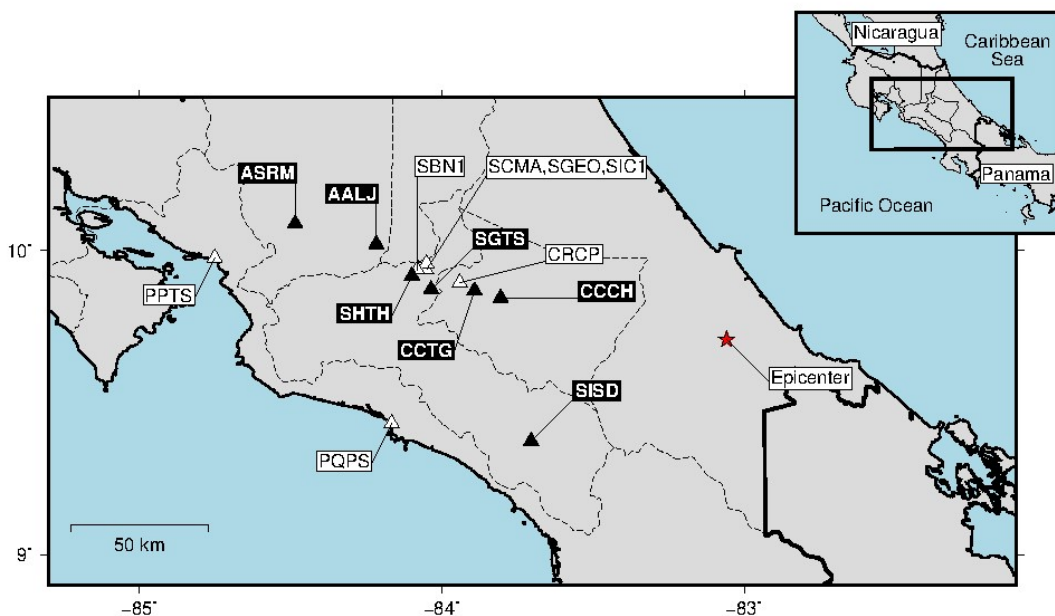 Nicaragua
Caribbean
Sea
Panama
Pacific Ocean
ASRM
SBN1
SCMA,SGEO,SIC1
AALJ
SGTS
CRCP
10°
PPTS
SHTH
CCCH
CCTG
Epicenter
SISD
PQPS
50 km
9°
-85°
-84°
-83°